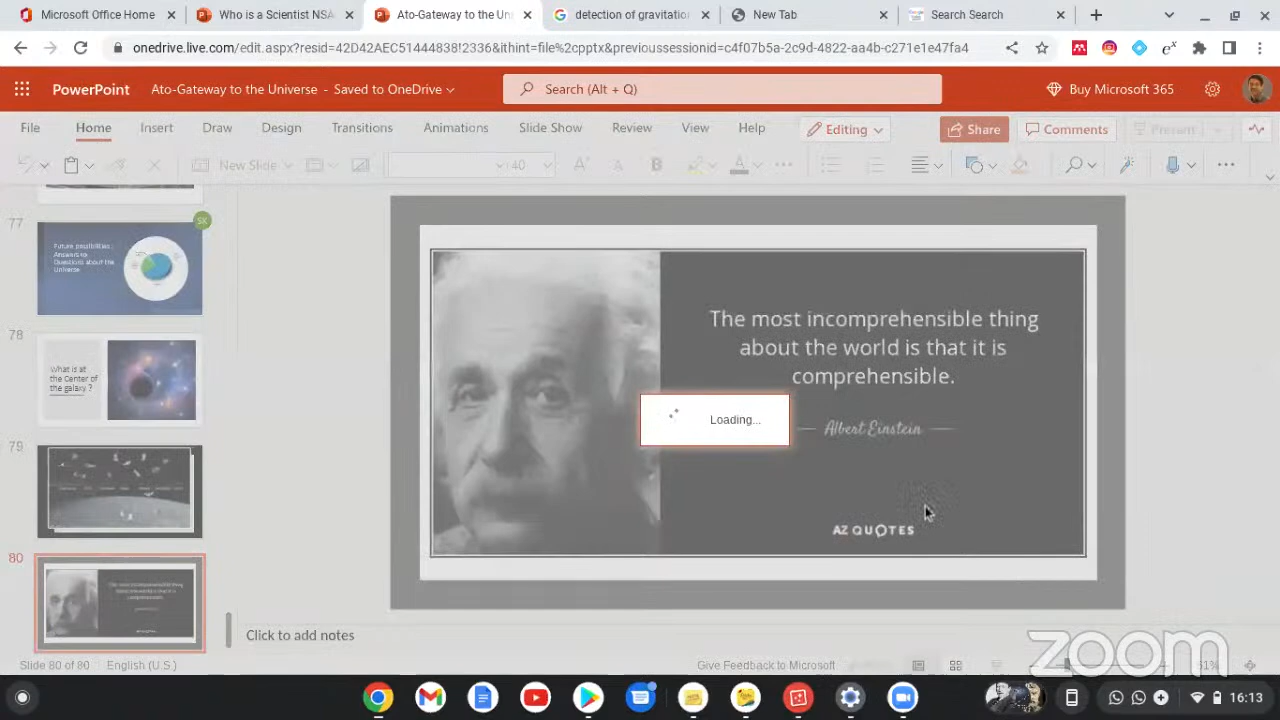 Microsoft Office Home
Who is a Scientist NSA
Ato-Gateway to the Uni
detection of gravitation
New Tab
Search Search
onedrive.live.com/edit.aspx?resid=42D42AEC51444838!2336&ithint=file%2cpptx&previoussessionid=c4f07b5a-2c9d-4822-aa4b-c271e1e47fa4
PowerPoint
Ato-Gateway to the Universe - Saved to OneDrive
Search (Alt + Q)
Buy Microsoft 365
File Home Insert Draw Design Transitions Animations Slide Show Review View Help
Editing
Share
Comments
Present
New Slide
40
77
SK
Future possibilities..
Answers to
Questions about the
Universe
78
What is at
the Center of
the galaxy ?
79
80
The most incomprehensible thing
about the world is that it is
comprehensible.
Loading...
Albert Einstein
AZ QUOTES
Click to add notes
Slide 80 of 80
English (U.S.)
Give Feedback to Microsoft
51%
zoom
16:13